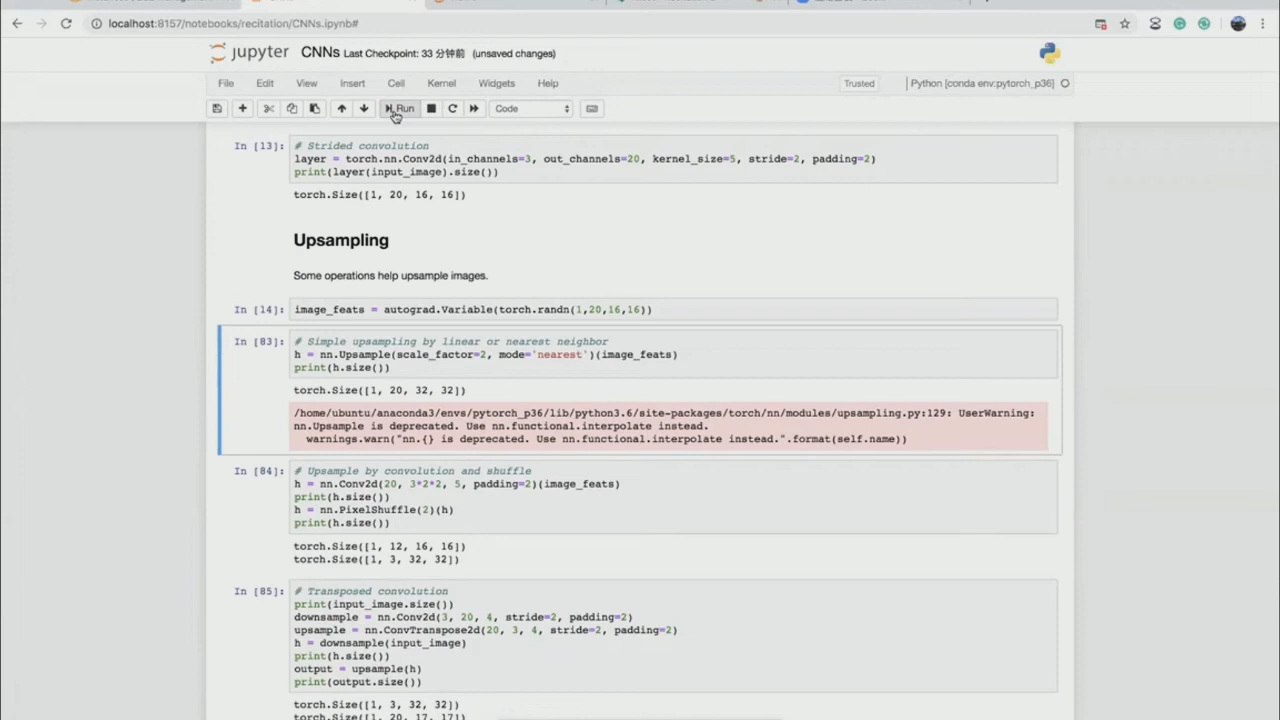 localhost:8157/notebooks/recitation/CNNs.ipynb#
jupyter CNNs Last Checkpoint: 33 分钟前 (unsaved changes)
File Edit View Insert Cell Kernel Widgets Help Trusted Python [conda env:pytorch_p36]
Run Code
In [13]: # Strided convolution
layer = torch.nn.Conv2d(in_channels=3, out_channels=20, kernel_size=5, stride=2, padding=2)
print(layer(input_image).size())
torch.Size([1, 20, 16, 16])
Upsampling
Some operations help upsample images.
In [14]: image_feats = autograd.Variable(torch.randn(1,20,16,16))
In [83]: # Simple upsampling by linear or nearest neighbor
h = nn.Upsample(scale_factor=2, mode='nearest')(image_feats)
print(h.size())
torch.Size([1, 20, 32, 32])
/home/ubuntu/anaconda3/envs/pytorch_p36/lib/python3.6/site-packages/torch/nn/modules/upsampling.py:129: UserWarning:
nn.Upsample is deprecated. Use nn.functional.interpolate instead.
warnings.warn("nn.{} is deprecated. Use nn.functional.interpolate instead.".format(self.name))
In [84]: # Upsample by convolution and shuffle
h = nn.Conv2d(20, 3*2*2, 5, padding=2)(image_feats)
print(h.size())
h = nn.PixelShuffle(2)(h)
print(h.size())
torch.Size([1, 12, 16, 16])
torch.Size([1, 3, 32, 32])
In [85]: # Transposed convolution
print(input_image.size())
downsample = nn.Conv2d(3, 20, 4, stride=2, padding=2)
upsample = nn.ConvTranspose2d(20, 3, 4, stride=2, padding=2)
h = downsample(input_image)
print(h.size())
output = upsample(h)
print(output.size())
torch.Size([1, 3, 32, 32])
torch.Size([1, 20, 17, 17])